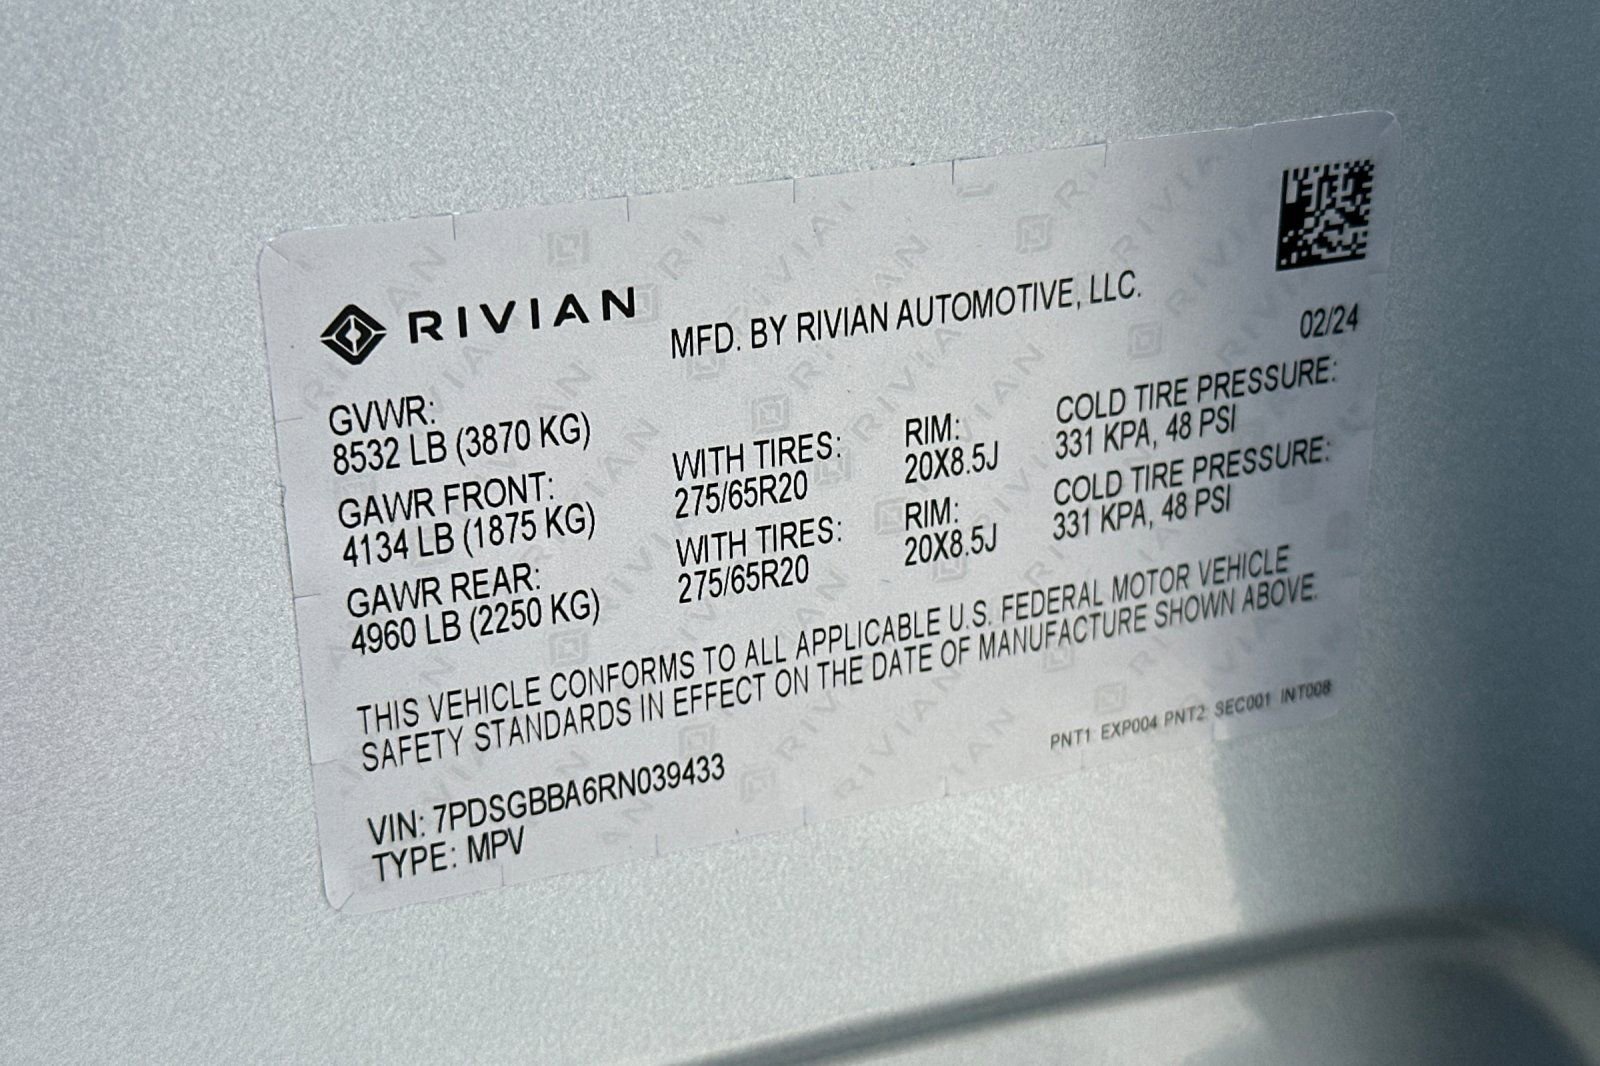 RIVIAN
MFD. BY RIVIAN AUTOMOTIVE, LLC.
02/24
GVWR:
8532 LB (3870 KG)
GAWR FRONT:
4134 LB (1875 KG)
WITH TIRES:
275/65R20
RIM:
20X8.5J
COLD TIRE PRESSURE:
331 KPA, 48 PSI
GAWR REAR:
4960 LB (2250 KG)
WITH TIRES:
275/65R20
RIM:
20X8.5J
COLD TIRE PRESSURE:
331 KPA, 48 PSI
THIS VEHICLE CONFORMS TO ALL APPLICABLE U.S. FEDERAL MOTOR VEHICLE
SAFETY STANDARDS IN EFFECT ON THE DATE OF MANUFACTURE SHOWN ABOVE.
PNT1: EXP004 PNT2: SEC001 INT008
VIN: 7PDSGBBA6RN039433
TYPE: MPV